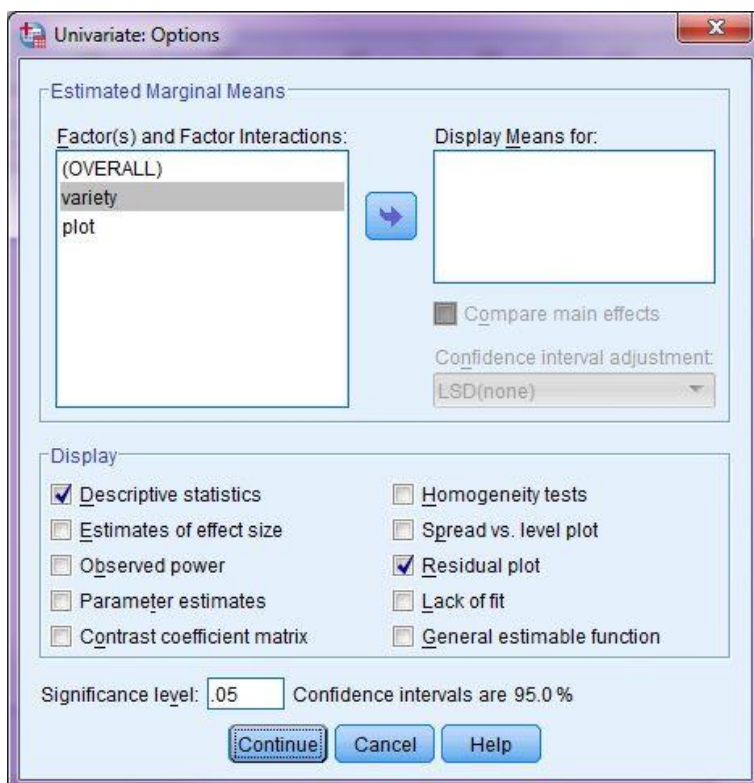 Univariate: Options
Estimated Marginal Means
Factor(s) and Factor Interactions:
(OVERALL)
variety
plot
Display Means for:
Compare main effects
Confidence interval adjustment:
LSD(none)
Display
Descriptive statistics
Estimates of effect size
Observed power
Parameter estimates
Contrast coefficient matrix
Homogeneity tests
Spread vs. level plot
Residual plot
Lack of fit
General estimable function
Significance level: .05 Confidence intervals are 95.0 %
Continue Cancel Help